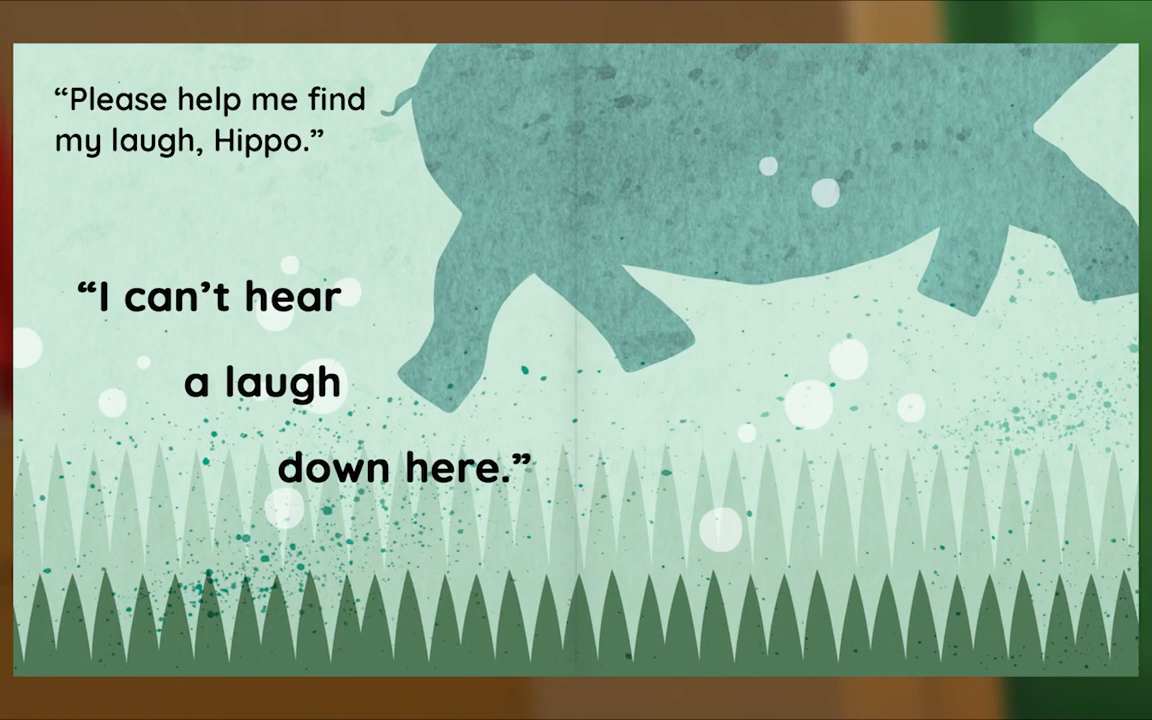 “Please help me find
my laugh, Hippo.”
“I can’t hear
a laugh
down here.”